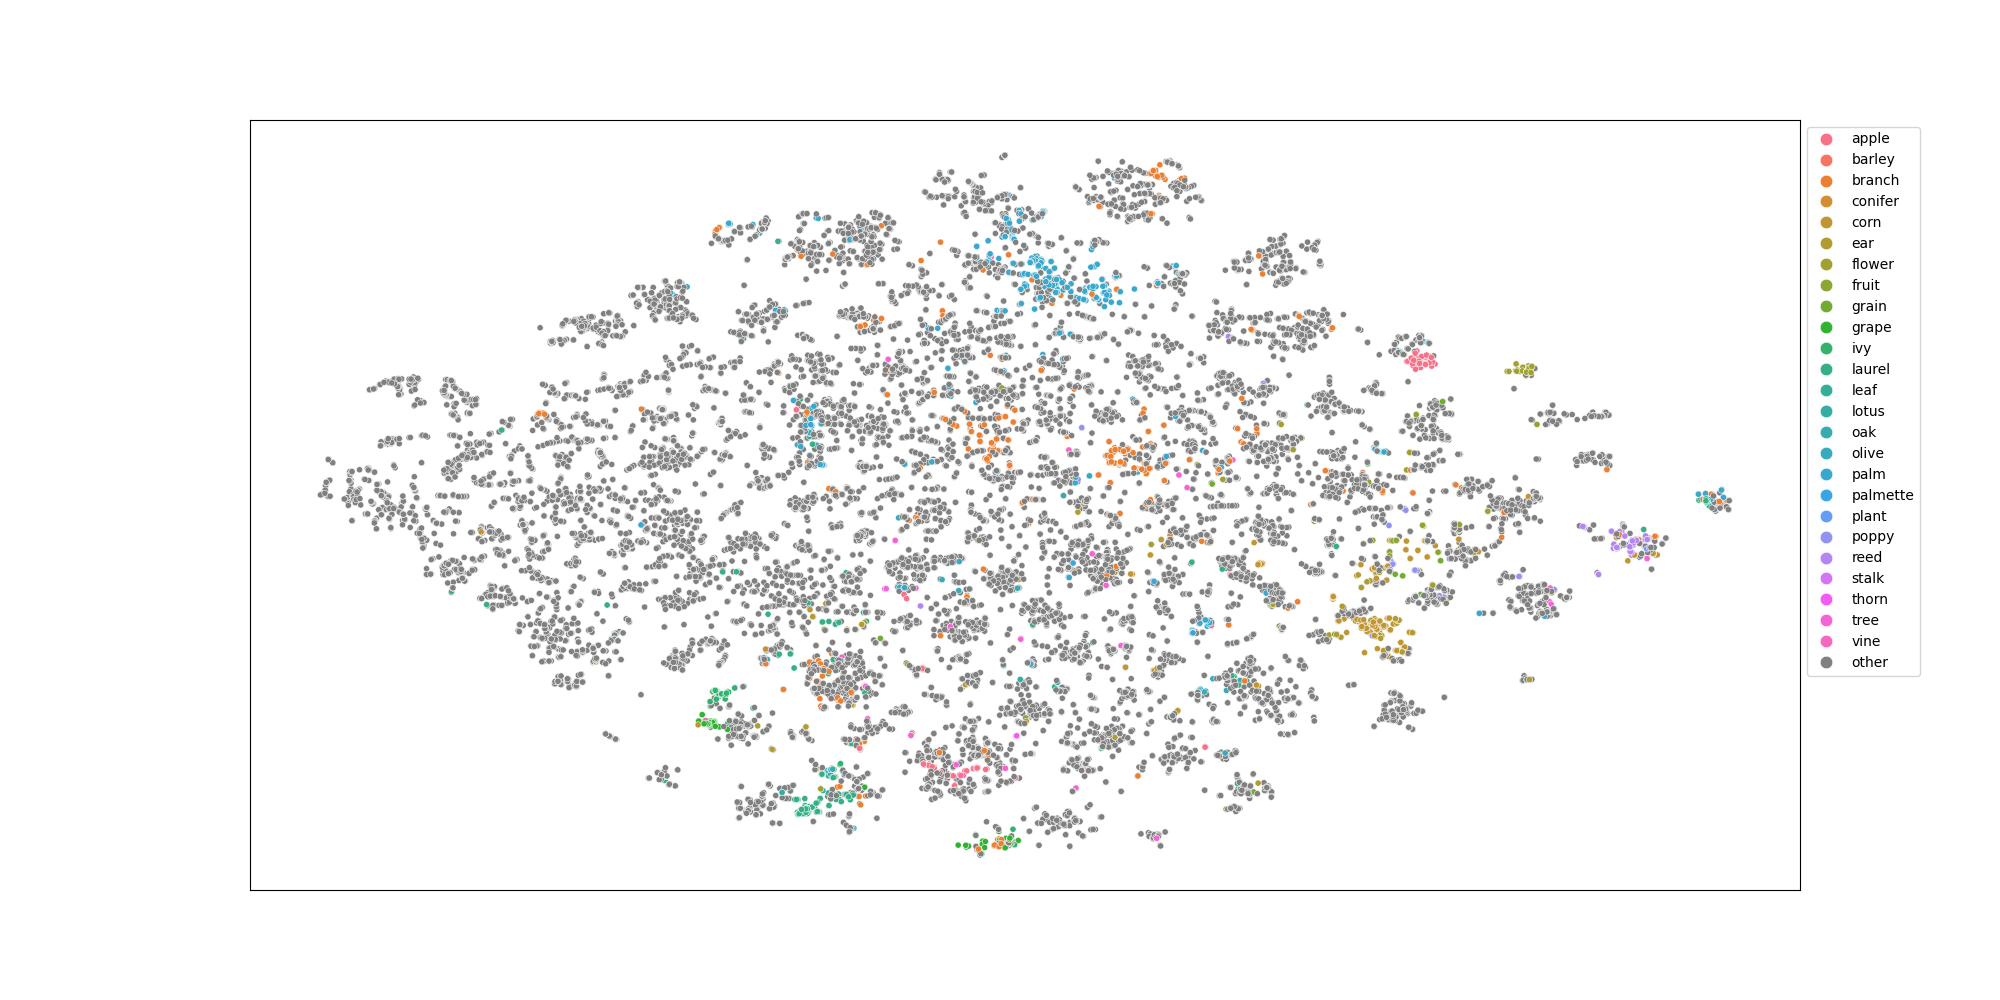 apple
barley
branch
conifer
corn
ear
flower
fruit
grain
grape
ivy
laurel
leaf
lotus
oak
olive
palm
palmette
plant
poppy
reed
stalk
thorn
tree
vine
other